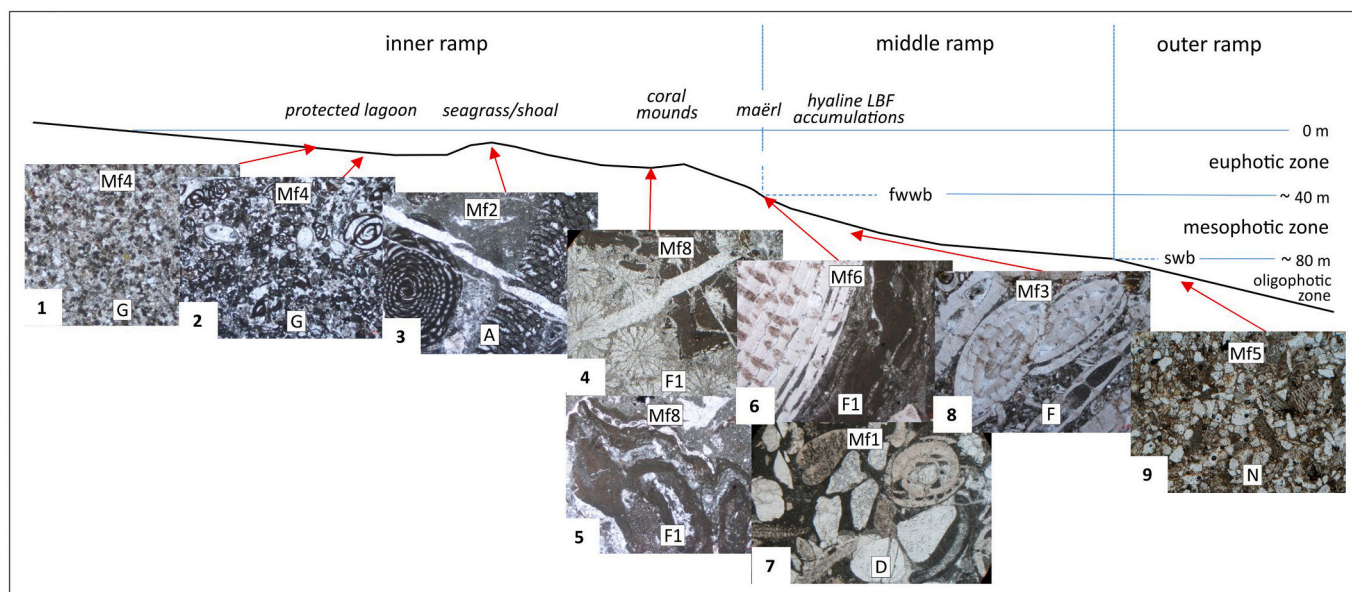 inner ramp
middle ramp
outer ramp
protected lagoon
seagrass/shoal
coral
mounds
maërl
hyaline LBF
accumulations
0 m
euphotic zone
fwwb
~ 40 m
mesophotic zone
swb
~ 80 m
oligophotic
zone
Mf4
1
G
Mf4
2
G
Mf2
3
A
Mf8
4
F1
Mf8
5
F1
Mf6
6
F1
Mf1
7
D
Mf3
8
F
Mf5
9
N